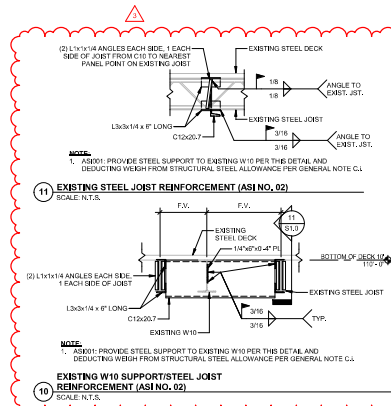 3
(2) L1x1x1/4 ANGLES EACH SIDE, 1 EACH
SIDE OF JOIST FROM C10 TO NEAREST
PANEL POINT ON EXISTING JOIST
EXISTING STEEL DECK
1/8
1/8
ANGLE TO
EXIST. JST.
L3x3x1/4 x 6" LONG
EXISTING STEEL JOIST
C12x20.7
3/16
3/16
ANGLE TO
EXIST. JST.
NOTE:
1. ASI001: PROVIDE STEEL SUPPORT TO EXISTING W10 PER THIS DETAIL AND
DEDUCTING WEIGH FROM STRUCTURAL STEEL ALLOWANCE PER GENERAL NOTE C.I.
11 EXISTING STEEL JOIST REINFORCEMENT (ASI NO. 02)
SCALE: N.T.S.
F.V. F.V.
11
S1.0
EXISTING
STEEL DECK
1/4"x6"x0'-4" PL
BOTTOM OF DECK 10'
110'- 0"
(2) L1x1x1/4 ANGLES EACH SIDE,
1 EACH SIDE OF JOIST
L3x3x1/4 x 6" LONG
C12x20.7
EXISTING STEEL JOIST
3/16
3/16
TYP.
EXISTING W10
NOTE:
1. ASI001: PROVIDE STEEL SUPPORT TO EXISTING W10 PER THIS DETAIL AND
DEDUCTING WEIGH FROM STRUCTURAL STEEL ALLOWANCE PER GENERAL NOTE C.I.
EXISTING W10 SUPPORT/STEEL JOIST
10 REINFORCEMENT (ASI NO. 02)
SCALE: N.T.S.